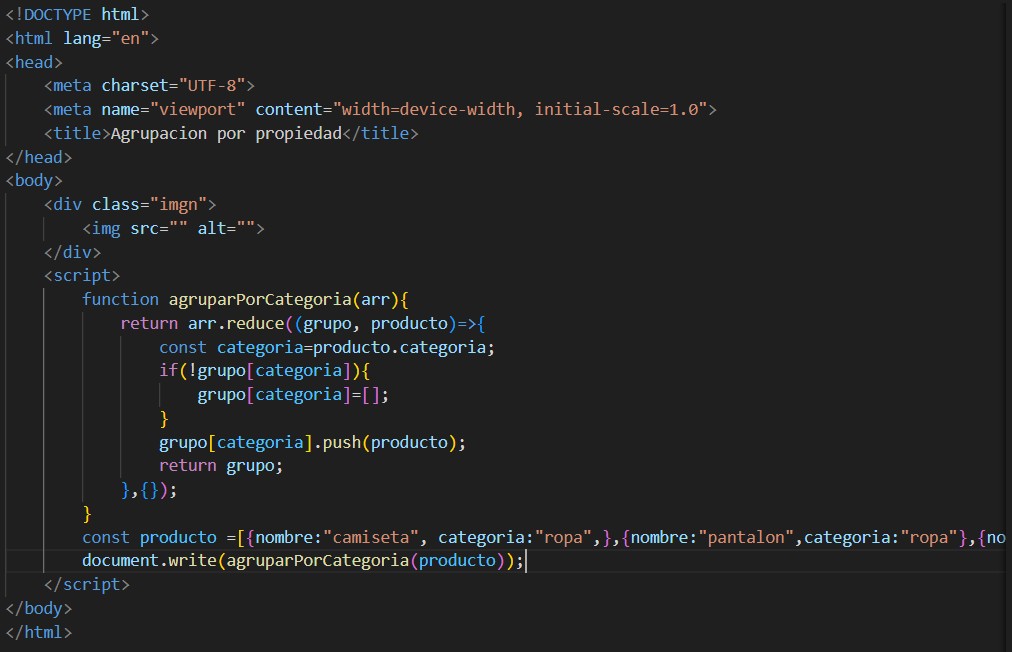 <!DOCTYPE html>
<html lang="en">
<head>
    <meta charset="UTF-8">
    <meta name="viewport" content="width=device-width, initial-scale=1.0">
    <title>Agrupacion por propiedad</title>
</head>
<body>
    <div class="imgn">
        <img src="" alt="">
    </div>
    <script>
        function agruparPorCategoria(arr){
            return arr.reduce((grupo, producto)=>{
                const categoria=producto.categoria;
                if(!grupo[categoria]){
                    grupo[categoria]=[];
                }
                grupo[categoria].push(producto);
                return grupo;
            },{});
        }
        const producto =[{nombre:"camiseta", categoria:"ropa",},{nombre:"pantalon",categoria:"ropa"},{no
        document.write(agruparPorCategoria(producto));
    </script>
</body>
</html>